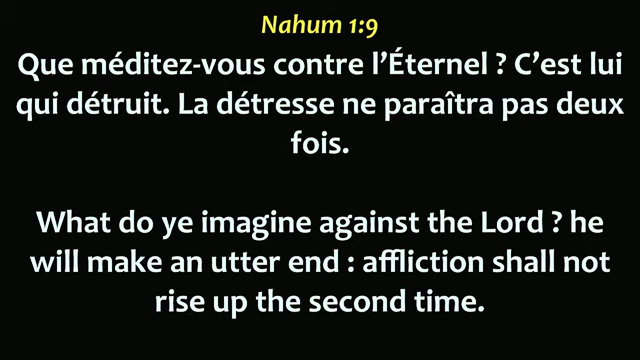 Nahum 1:9
Que méditez-vous contre l’Éternel ? C’est lui
qui détruit. La détresse ne paraîtra pas deux
fois.
What do ye imagine against the Lord ? he
will make an utter end : affliction shall not
rise up the second time.